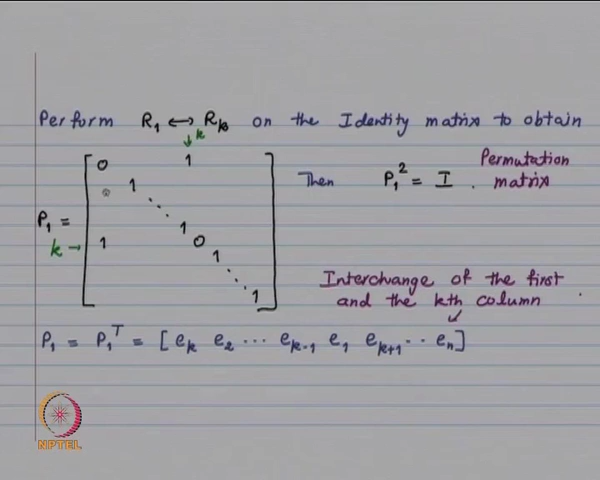 Perform R₁ ↔ Rₖ on the Identity matrix to obtain
↓ k
P₁ = [ 0 1
1 ⋱
1
k → 1 0
1 ⋱
1 ]
Then P₁² = I . Permutation matrix
Interchange of the first
and the kth column
P₁ = P₁ᵀ = [ eₖ e₂ ⋯ eₖ₋₁ e₁ eₖ₊₁ ·· eₙ ]
NPTEL